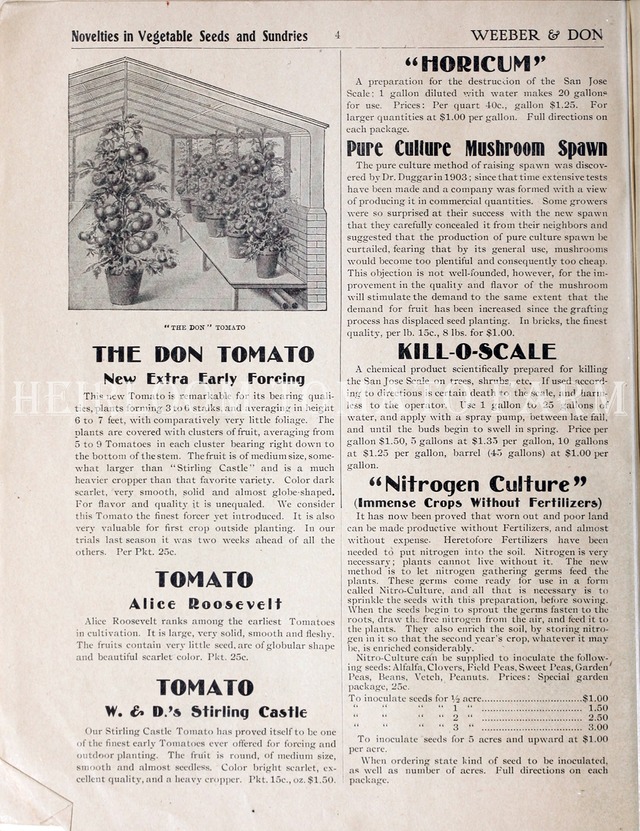 Novelties in Vegetable Seeds and Sundries 4 WEEBER & DON
"THE DON" TOMATO
THE DON TOMATO
New Extra Early Forcing
This new Tomato is remarkable for its bearing quali-
ties, plants forming 3 to 6 stalks, and averaging in height
6 to 7 feet, with comparatively very little foliage. The
plants are covered with clusters of fruit, averaging from
5 to 9 Tomatoes in each cluster bearing right down to
the bottom of the stem. The fruit is of medium size, some-
what larger than "Stirling Castle" and is a much
heavier cropper than that favorite variety. Color dark
scarlet, very smooth, solid and almost globe-shaped.
For flavor and quality it is unequaled. We consider
this Tomato the finest forcer yet introduced. It is also
very valuable for first crop outside planting. In our
trials last season it was two weeks ahead of all the
others. Per Pkt. 25c.
TOMATO
Alice Roosevelt
Alice Roosevelt ranks among the earliest Tomatoes
in cultivation. It is large, very solid, smooth and fleshy.
The fruits contain very little seed, are of globular shape
and beautiful scarlet color. Pkt. 25c.
TOMATO
W. & D.'s Stirling Castle
Our Stirling Castle Tomato has proved itself to be one
of the finest early Tomatoes ever offered for forcing and
outdoor planting. The fruit is round, of medium size,
smooth and almost seedless. Color bright scarlet, ex-
cellent quality, and a heavy cropper. Pkt. 15c., oz. $1.50.
"HORICUM"
A preparation for the destruction of the San Jose
Scale: 1 gallon diluted with water makes 20 gallons
for use. Prices: Per quart 40c., gallon $1.25. For
larger quantities at $1.00 per gallon. Full directions on
each package.
Pure Culture Mushroom Spawn
The pure culture method of raising spawn was discov-
ered by Dr. Duggar in 1903; since that time extensive tests
have been made and a company was formed with a view
of producing it in commercial quantities. Some growers
were so surprised at their success with the new spawn
that they carefully concealed it from their neighbors and
suggested that the production of pure culture spawn be
curtailed, fearing that by its general use, mushrooms
would become too plentiful and consequently too cheap.
This objection is not well-founded, however, for the im-
provement in the quality and flavor of the mushroom
will stimulate the demand to the same extent that the
demand for fruit has been increased since the grafting
process has displaced seed planting. In bricks, the finest
quality, per lb. 15c., 8 lbs. for $1.00.
KILL-O-SCALE
A chemical product scientifically prepared for killing
the San Jose Scale on trees, shrubs, etc. If used accord-
ing to directions is certain death to the scale, and harm-
less to the operator. Use 1 gallon to 25 gallons of
water, and apply with a spray pump, between late fall,
and until the buds begin to swell in spring. Price per
gallon $1.50, 5 gallons at $1.35 per gallon, 10 gallons
at $1.25 per gallon, barrel (45 gallons) at $1.00 per
gallon.
"Nitrogen Culture"
(Immense Crops Without Fertilizers)
It has now been proved that worn out and poor land
can be made productive without Fertilizers, and almost
without expense. Heretofore Fertilizers have been
needed to put nitrogen into the soil. Nitrogen is very
necessary; plants cannot live without it. The new
method is to let nitrogen gathering germs feed the
plants. These germs come ready for use in a form
called Nitro-Culture, and all that is necessary is to
sprinkle the seeds with this preparation, before sowing.
When the seeds begin to sprout the germs fasten to the
roots, draw the free nitrogen from the air, and feed it to
the plants. They also enrich the soil, by storing nitro-
gen in it so that the second year's crop, whatever it may
be, is enriched considerably.
Nitro-Culture can be supplied to inoculate the follow-
ing seeds: Alfalfa, Clovers, Field Peas, Sweet Peas, Garden
Peas, Beans, Vetch, Peanuts. Prices: Special garden
package, 25c.
To inoculate seeds for ½ acre........................$1.00
" " " " 1 " ........................ 1.50
" " " " 2 " ........................ 2.50
" " " " 3 " ........................ 3.00
To inoculate seeds for 5 acres and upward at $1.00
per acre.
When ordering state kind of seed to be inoculated,
as well as number of acres. Full directions on each
package.